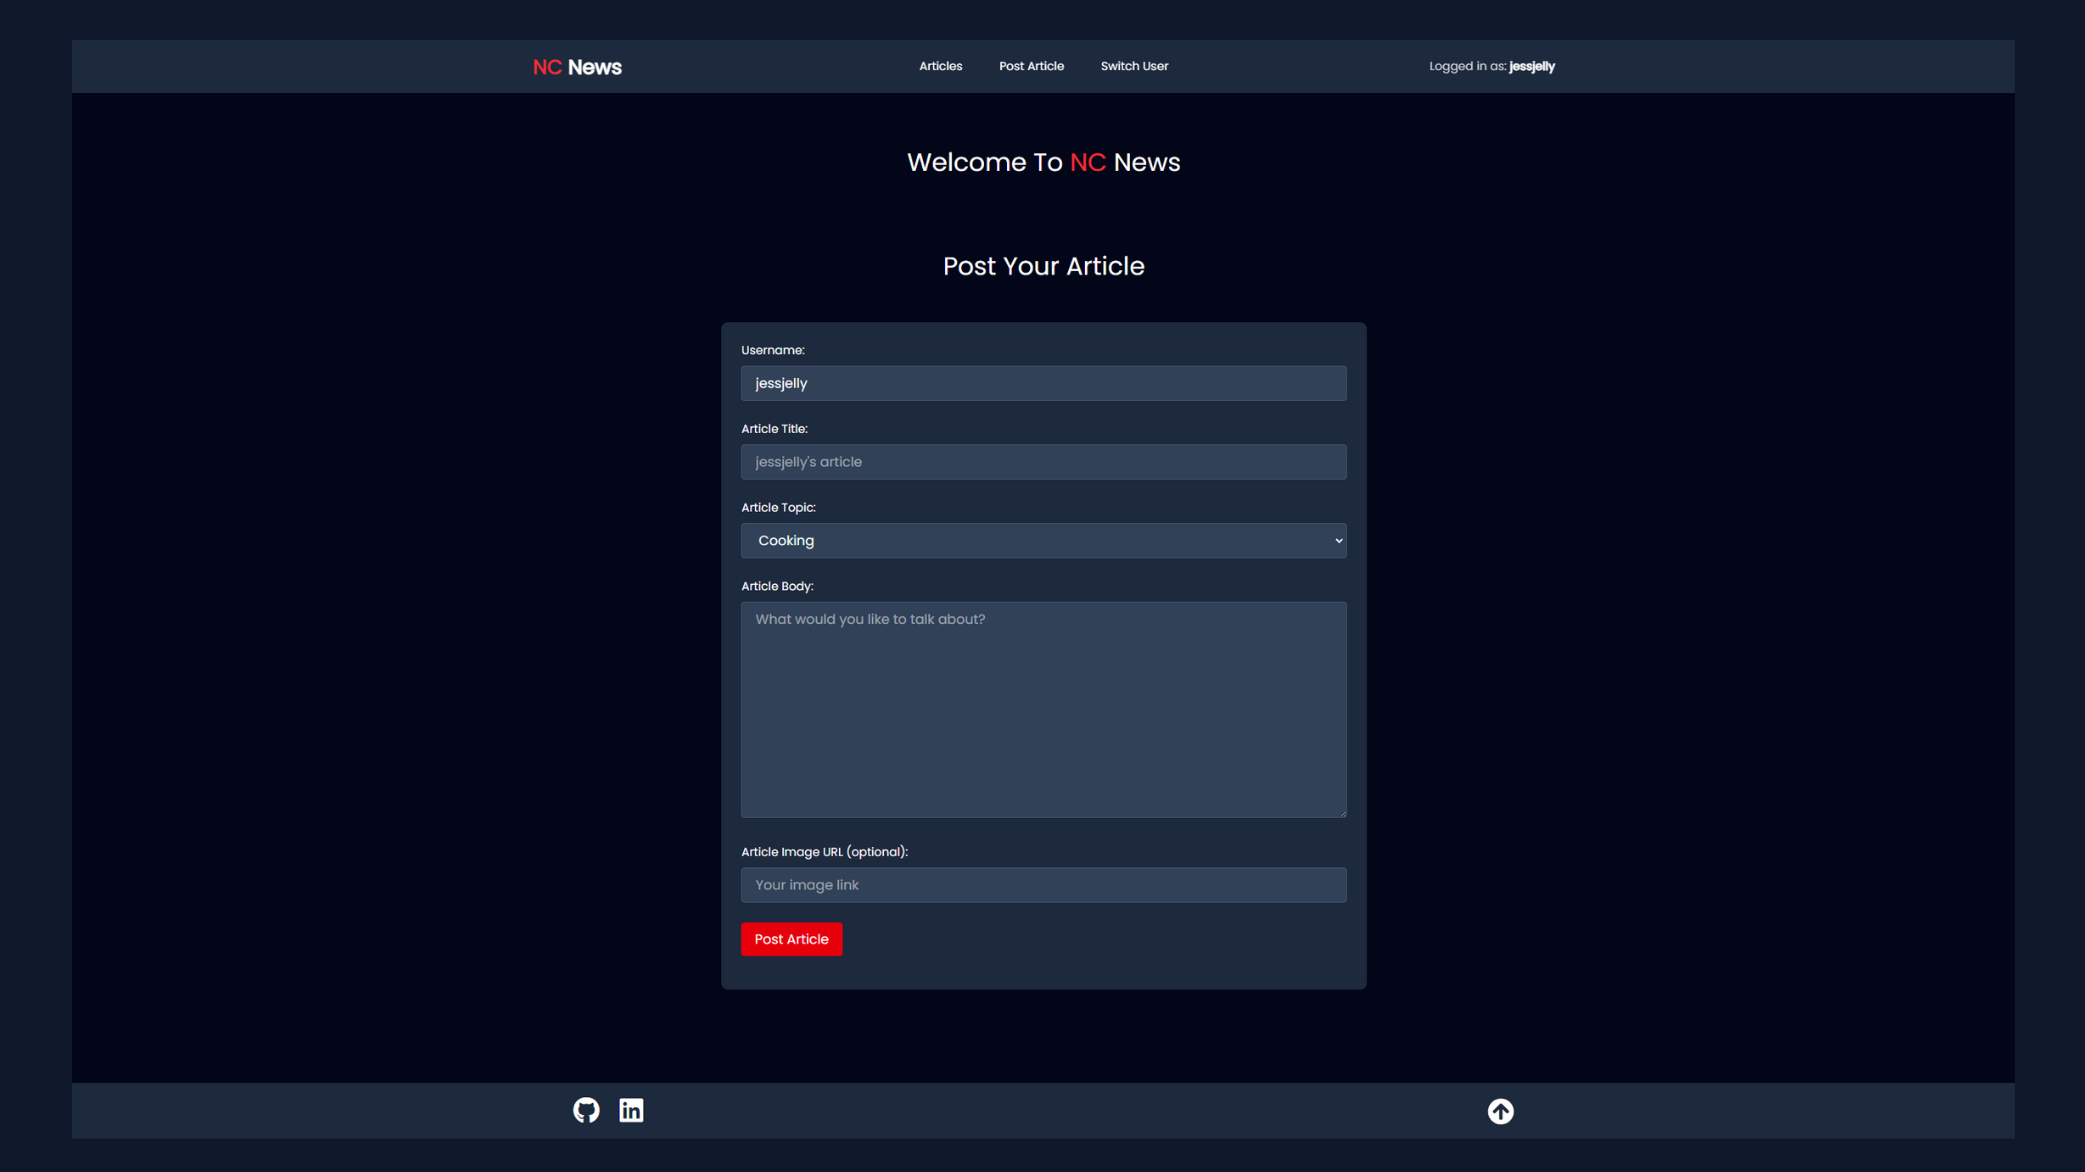 NC News
Articles
Post Article
Switch User
Logged in as: jessjelly
Welcome To NC News
Post Your Article
Username:
jessjelly
Article Title:
jessjelly's article
Article Topic:
Cooking
Article Body:
What would you like to talk about?
Article Image URL (optional):
Your image link
Post Article
in